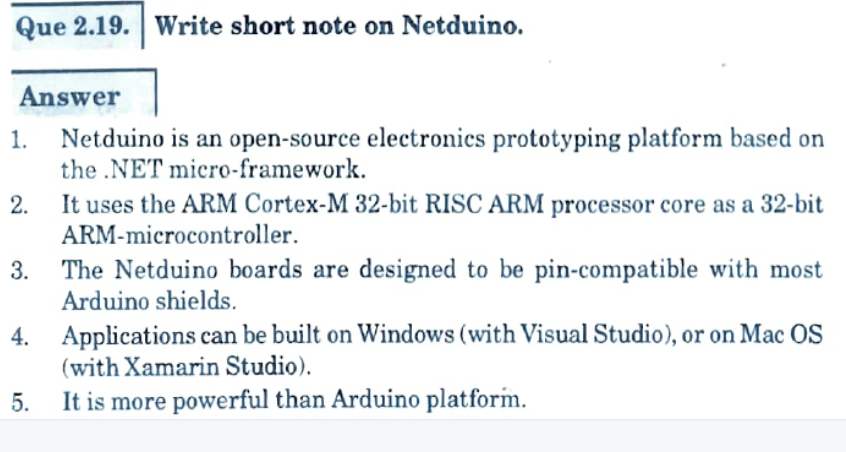 Que 2.19. Write short note on Netduino.
Answer
1. Netduino is an open-source electronics prototyping platform based on
the .NET micro-framework.
2. It uses the ARM Cortex-M 32-bit RISC ARM processor core as a 32-bit
ARM-microcontroller.
3. The Netduino boards are designed to be pin-compatible with most
Arduino shields.
4. Applications can be built on Windows (with Visual Studio), or on Mac OS
(with Xamarin Studio).
5. It is more powerful than Arduino platform.